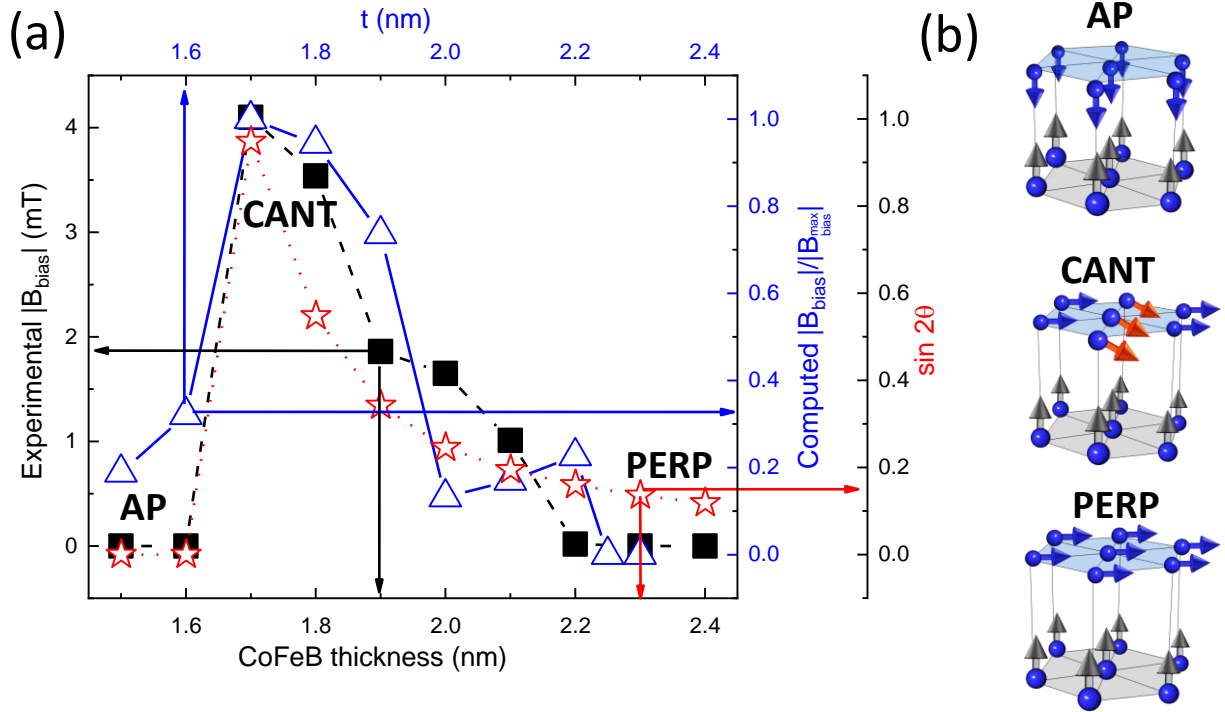 (a)
t (nm)
1.6 1.8 2.0 2.2 2.4
Experimental |B_bias| (mT)
4
3
2
1
0
AP
CANT
PERP
1.6 1.8 2.0 2.2 2.4
CoFeB thickness (nm)
1.0
0.8
0.6
0.4
0.2
0.0
Computed |B_bias|/|B_bias^max|
1.0
0.8
0.6
0.4
0.2
0.0
sin 2θ
(b)
AP
CANT
PERP